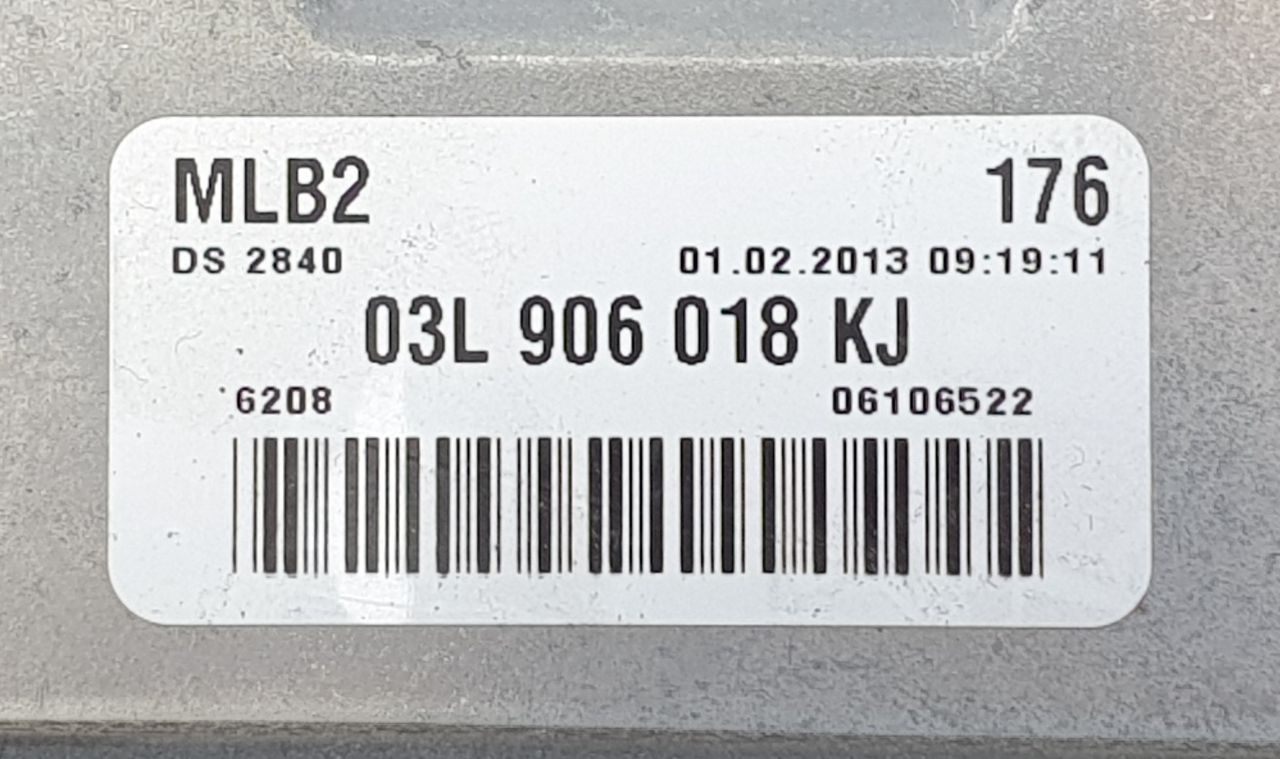 MLB2 176
DS 2840 01.02.2013 09:19:11
03L 906 018 KJ
6208 06106522